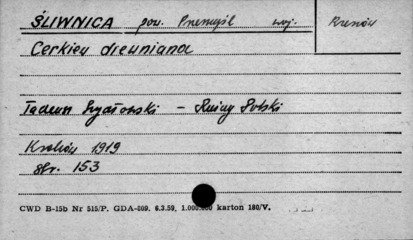 ŚLIWNICA pow. Przemyśl woj. Rzeszów
Cerkiew drewniana
Tadeusz Szydłowski – Ruiny Polski
Kraków 1919
str. 153
CWD B-15b Nr 515/P. GDA-809. 6.3.59, 1.000.000 karton 180/V.